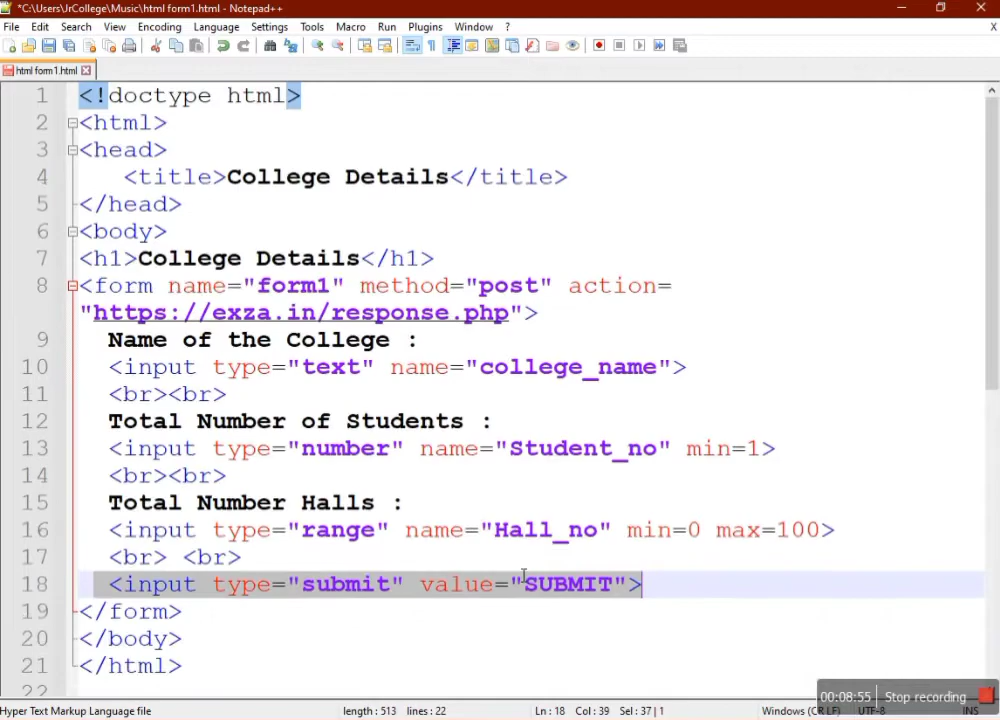 *C:\Users\JrCollege\Music\html form1.html - Notepad++
File Edit Search View Encoding Language Settings Tools Macro Run Plugins Window ? X
html form1.html
1 <!doctype html>
2 <html>
3 <head>
4 <title>College Details</title>
5 </head>
6 <body>
7 <h1>College Details</h1>
8 <form name="form1" method="post" action=
"https://exza.in/response.php">
9 Name of the College :
10 <input type="text" name="college_name">
11 <br><br>
12 Total Number of Students :
13 <input type="number" name="Student_no" min=1>
14 <br><br>
15 Total Number Halls :
16 <input type="range" name="Hall_no" min=0 max=100>
17 <br> <br>
18 <input type="submit" value="SUBMIT">
19 </form>
20 </body>
21 </html>
22
00:08:55 Stop recording
Hyper Text Markup Language file length : 513 lines : 22 Ln : 18 Col : 39 Sel : 37 | 1 Windows (CR LF) UTF-8 INS